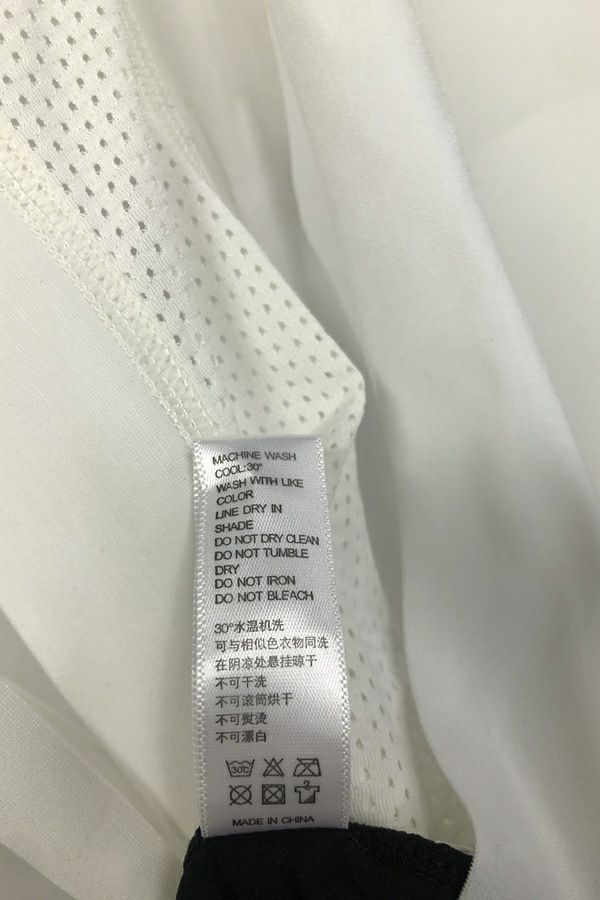 MACHINE WASH
COOL:30°
WASH WITH LIKE
COLOR
LINE DRY IN
SHADE
DO NOT DRY CLEAN
DO NOT TUMBLE
DRY
DO NOT IRON
DO NOT BLEACH
30°水温机洗
可与相似色衣物同洗
在阴凉处悬挂晾干
不可干洗
不可滚筒烘干
不可熨烫
不可漂白
30℃
MADE IN CHINA